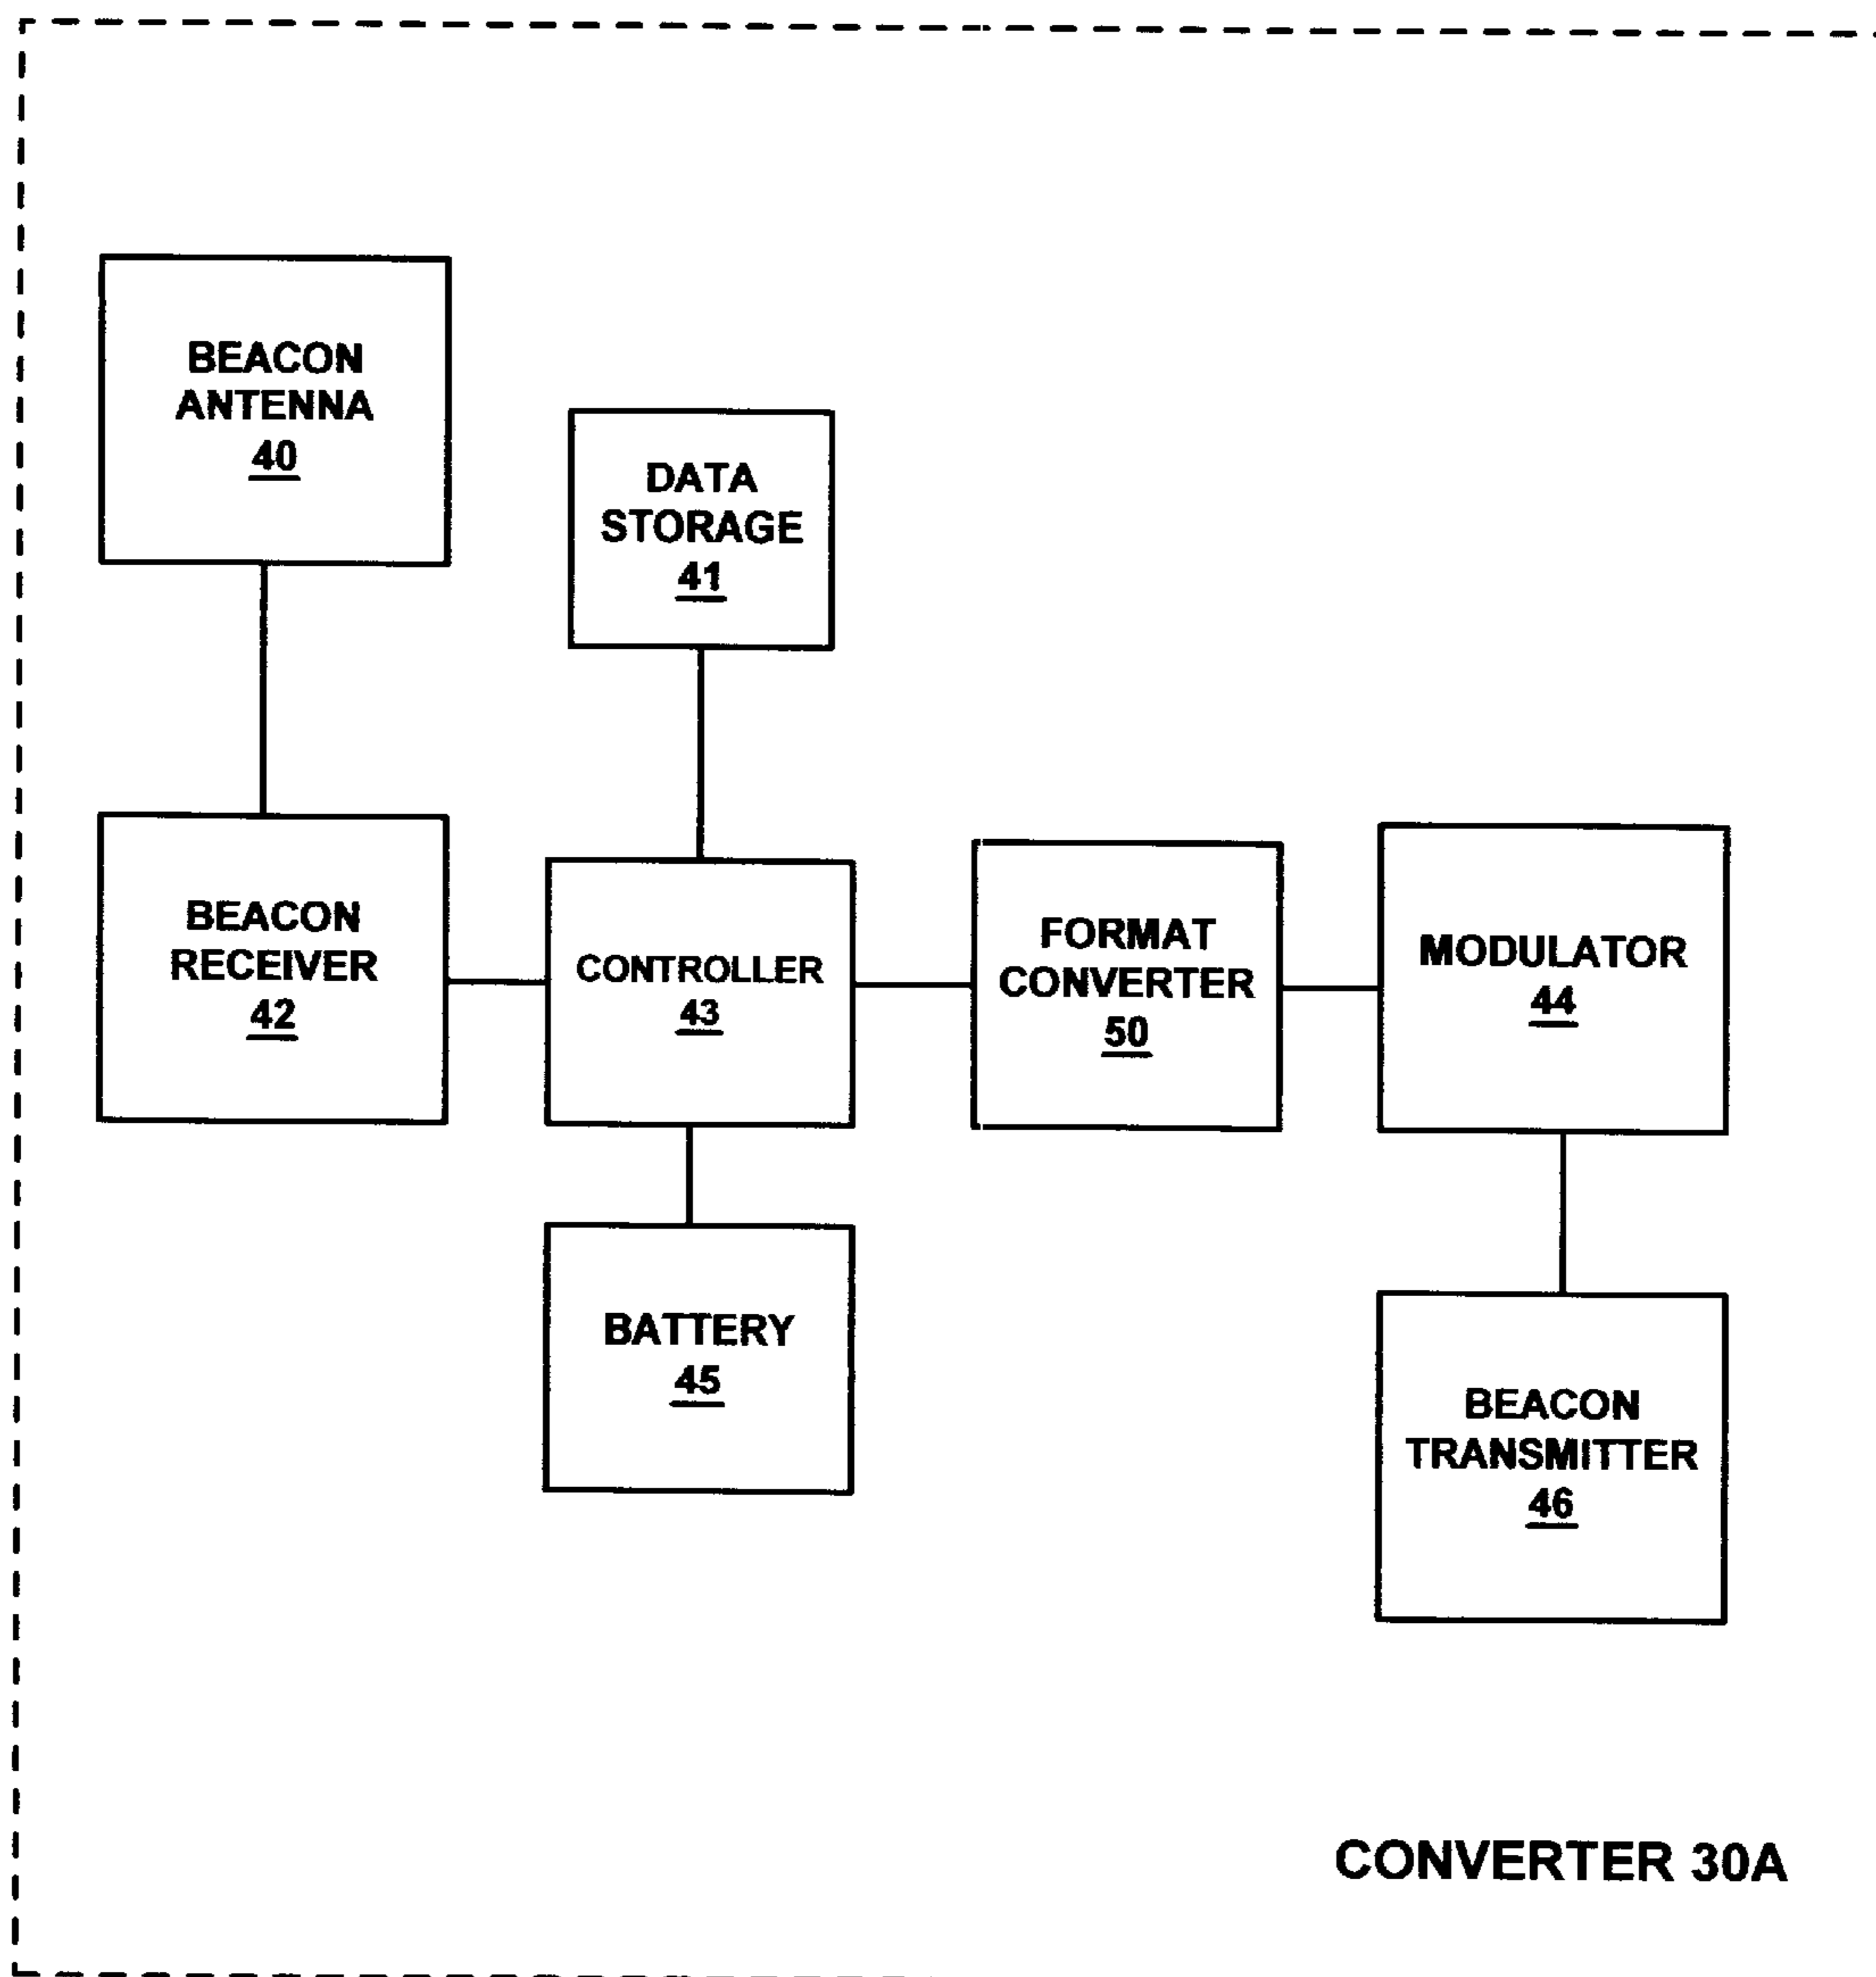 BEACON
ANTENNA
40
DATA
STORAGE
41
BEACON
RECEIVER
42
CONTROLLER
43
FORMAT
CONVERTER
50
MODULATOR
44
BATTERY
45
BEACON
TRANSMITTER
46
CONVERTER 30A